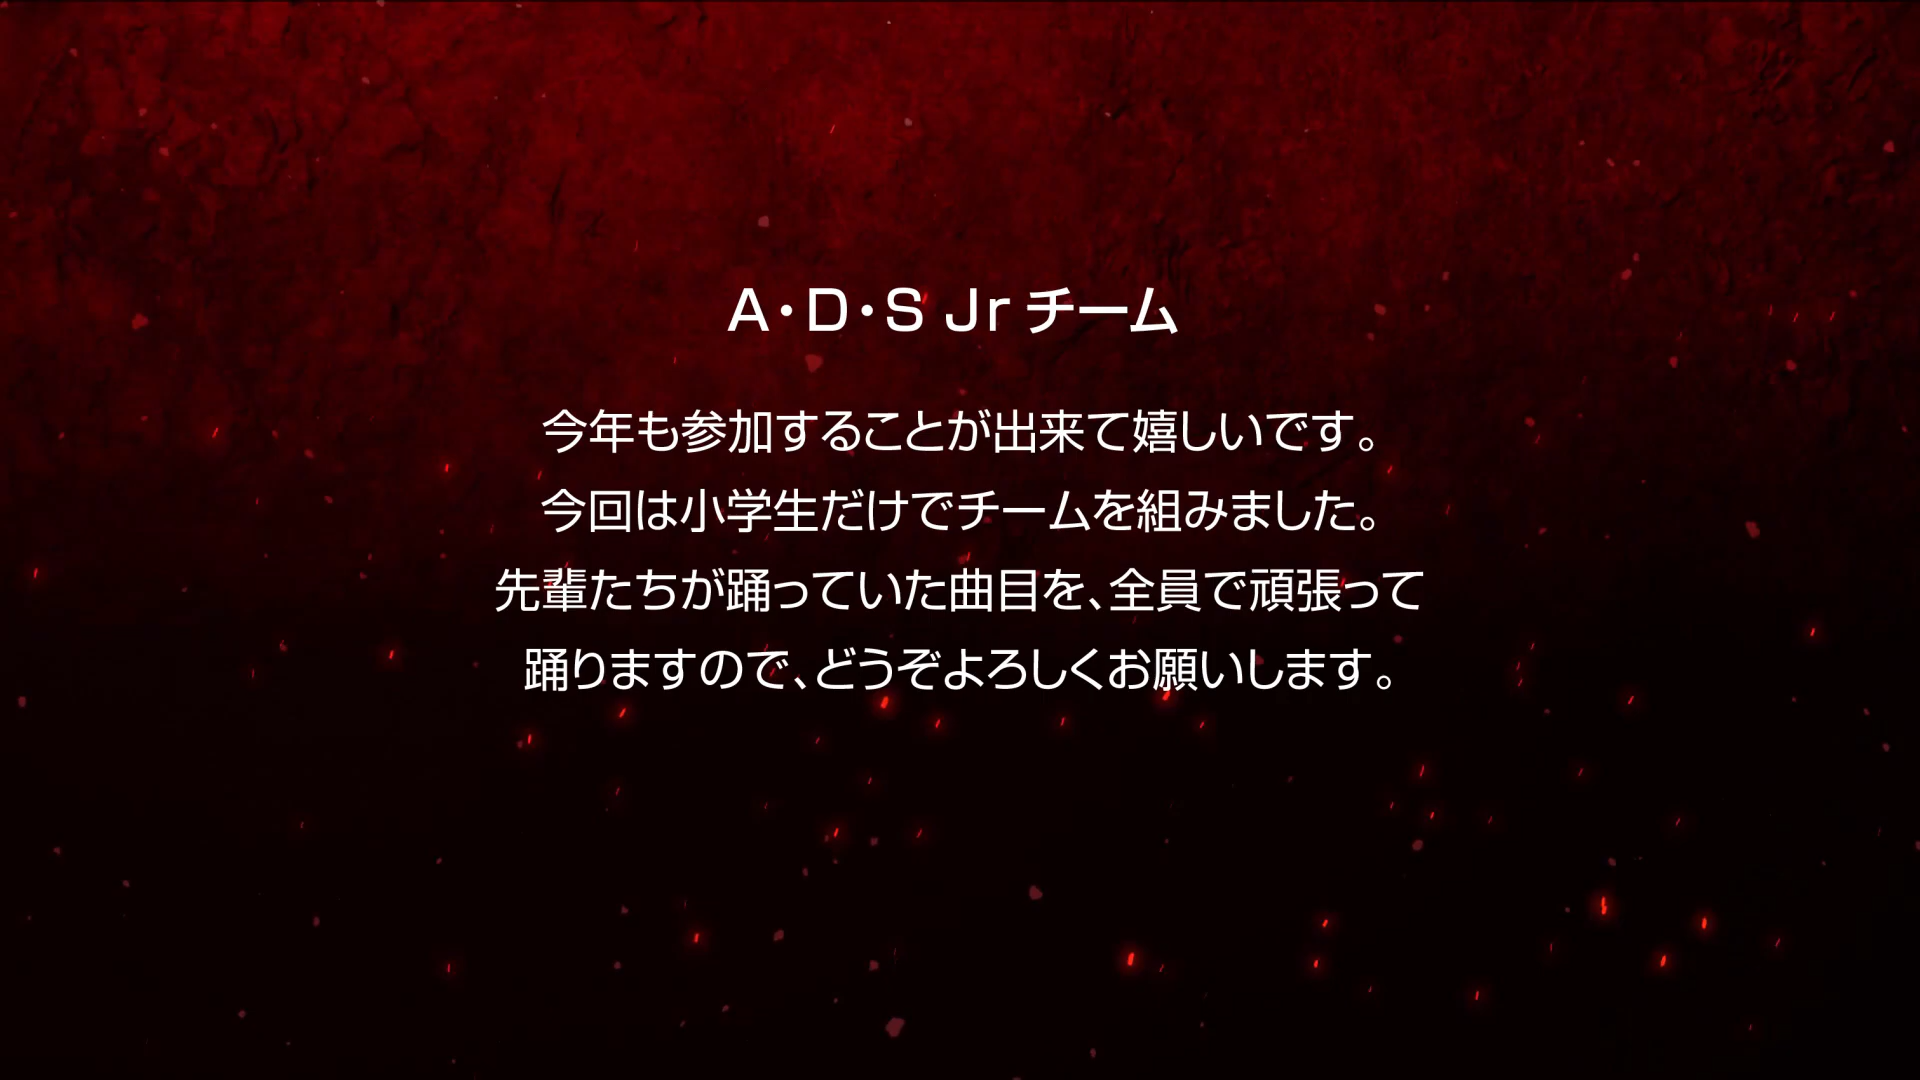 A・D・S Jr チーム
今年も参加することが出来て嬉しいです。
今回は小学生だけでチームを組みました。
先輩たちが踊っていた曲目を、全員で頑張って
踊りますので、どうぞよろしくお願いします。